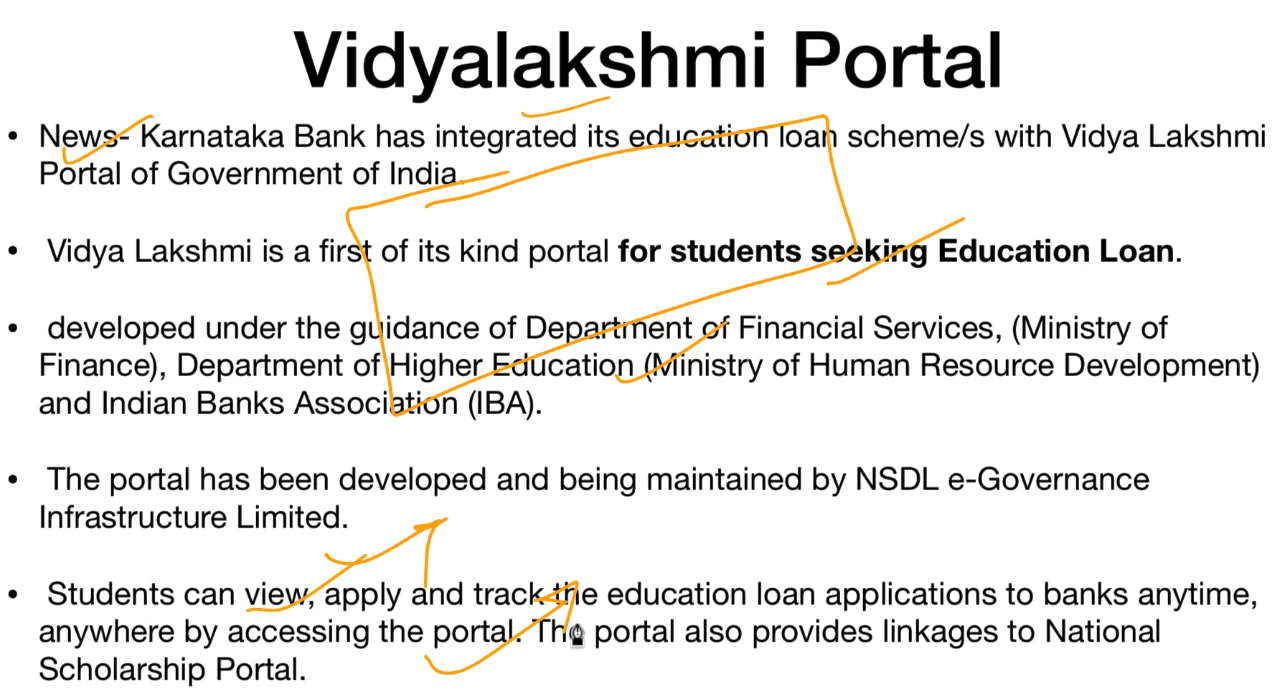 Vidyalakshmi Portal
• News- Karnataka Bank has integrated its education loan scheme/s with Vidya Lakshmi
Portal of Government of India.
• Vidya Lakshmi is a first of its kind portal for students seeking Education Loan.
• developed under the guidance of Department of Financial Services, (Ministry of
Finance), Department of Higher Education (Ministry of Human Resource Development)
and Indian Banks Association (IBA).
• The portal has been developed and being maintained by NSDL e-Governance
Infrastructure Limited.
• Students can view, apply and track the education loan applications to banks anytime,
anywhere by accessing the portal. The portal also provides linkages to National
Scholarship Portal.